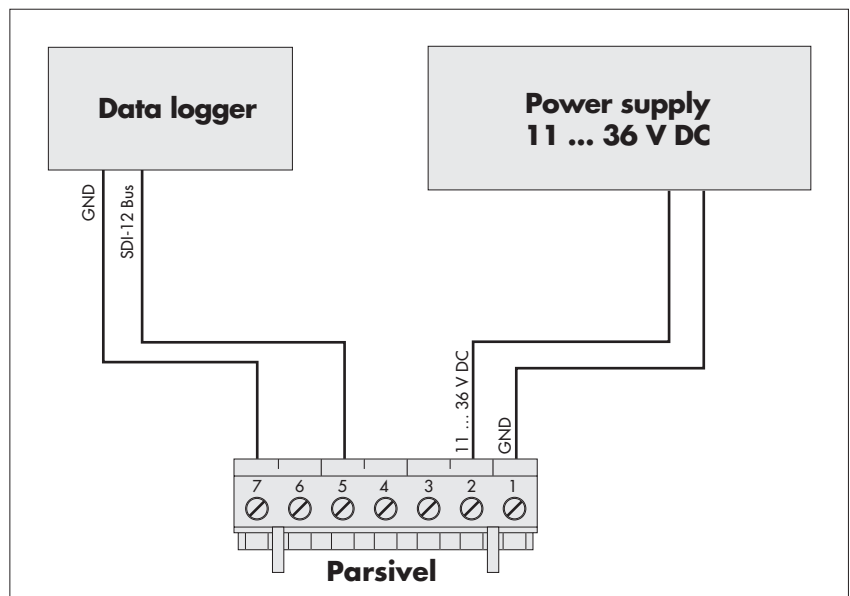 Data logger
Power supply
11 ... 36 V DC
GND
SDI-12 Bus
11 ... 36 V DC
GND
7 6 5 4 3 2 1
Parsivel